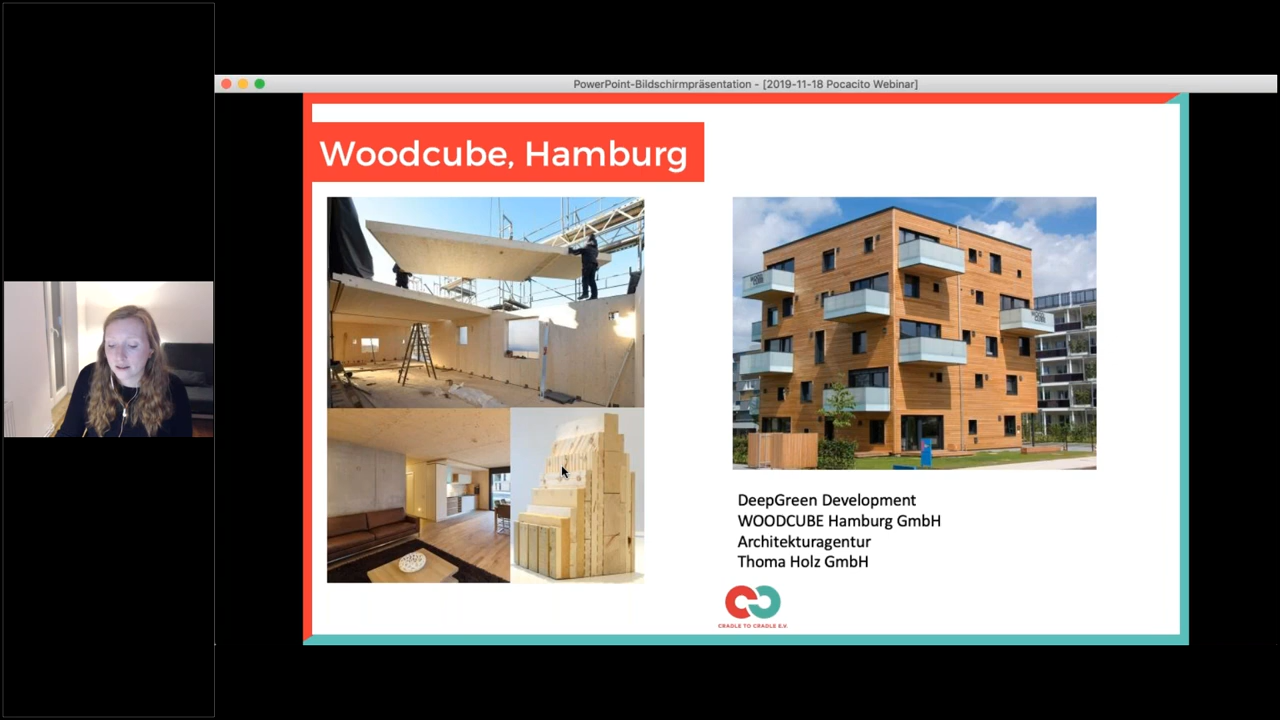 PowerPoint-Bildschirmpräsentation - [2019-11-18 Pocacito Webinar]
Woodcube, Hamburg
DeepGreen Development
WOODCUBE Hamburg GmbH
Architekturagentur
Thoma Holz GmbH
CRADLE TO CRADLE E.V.